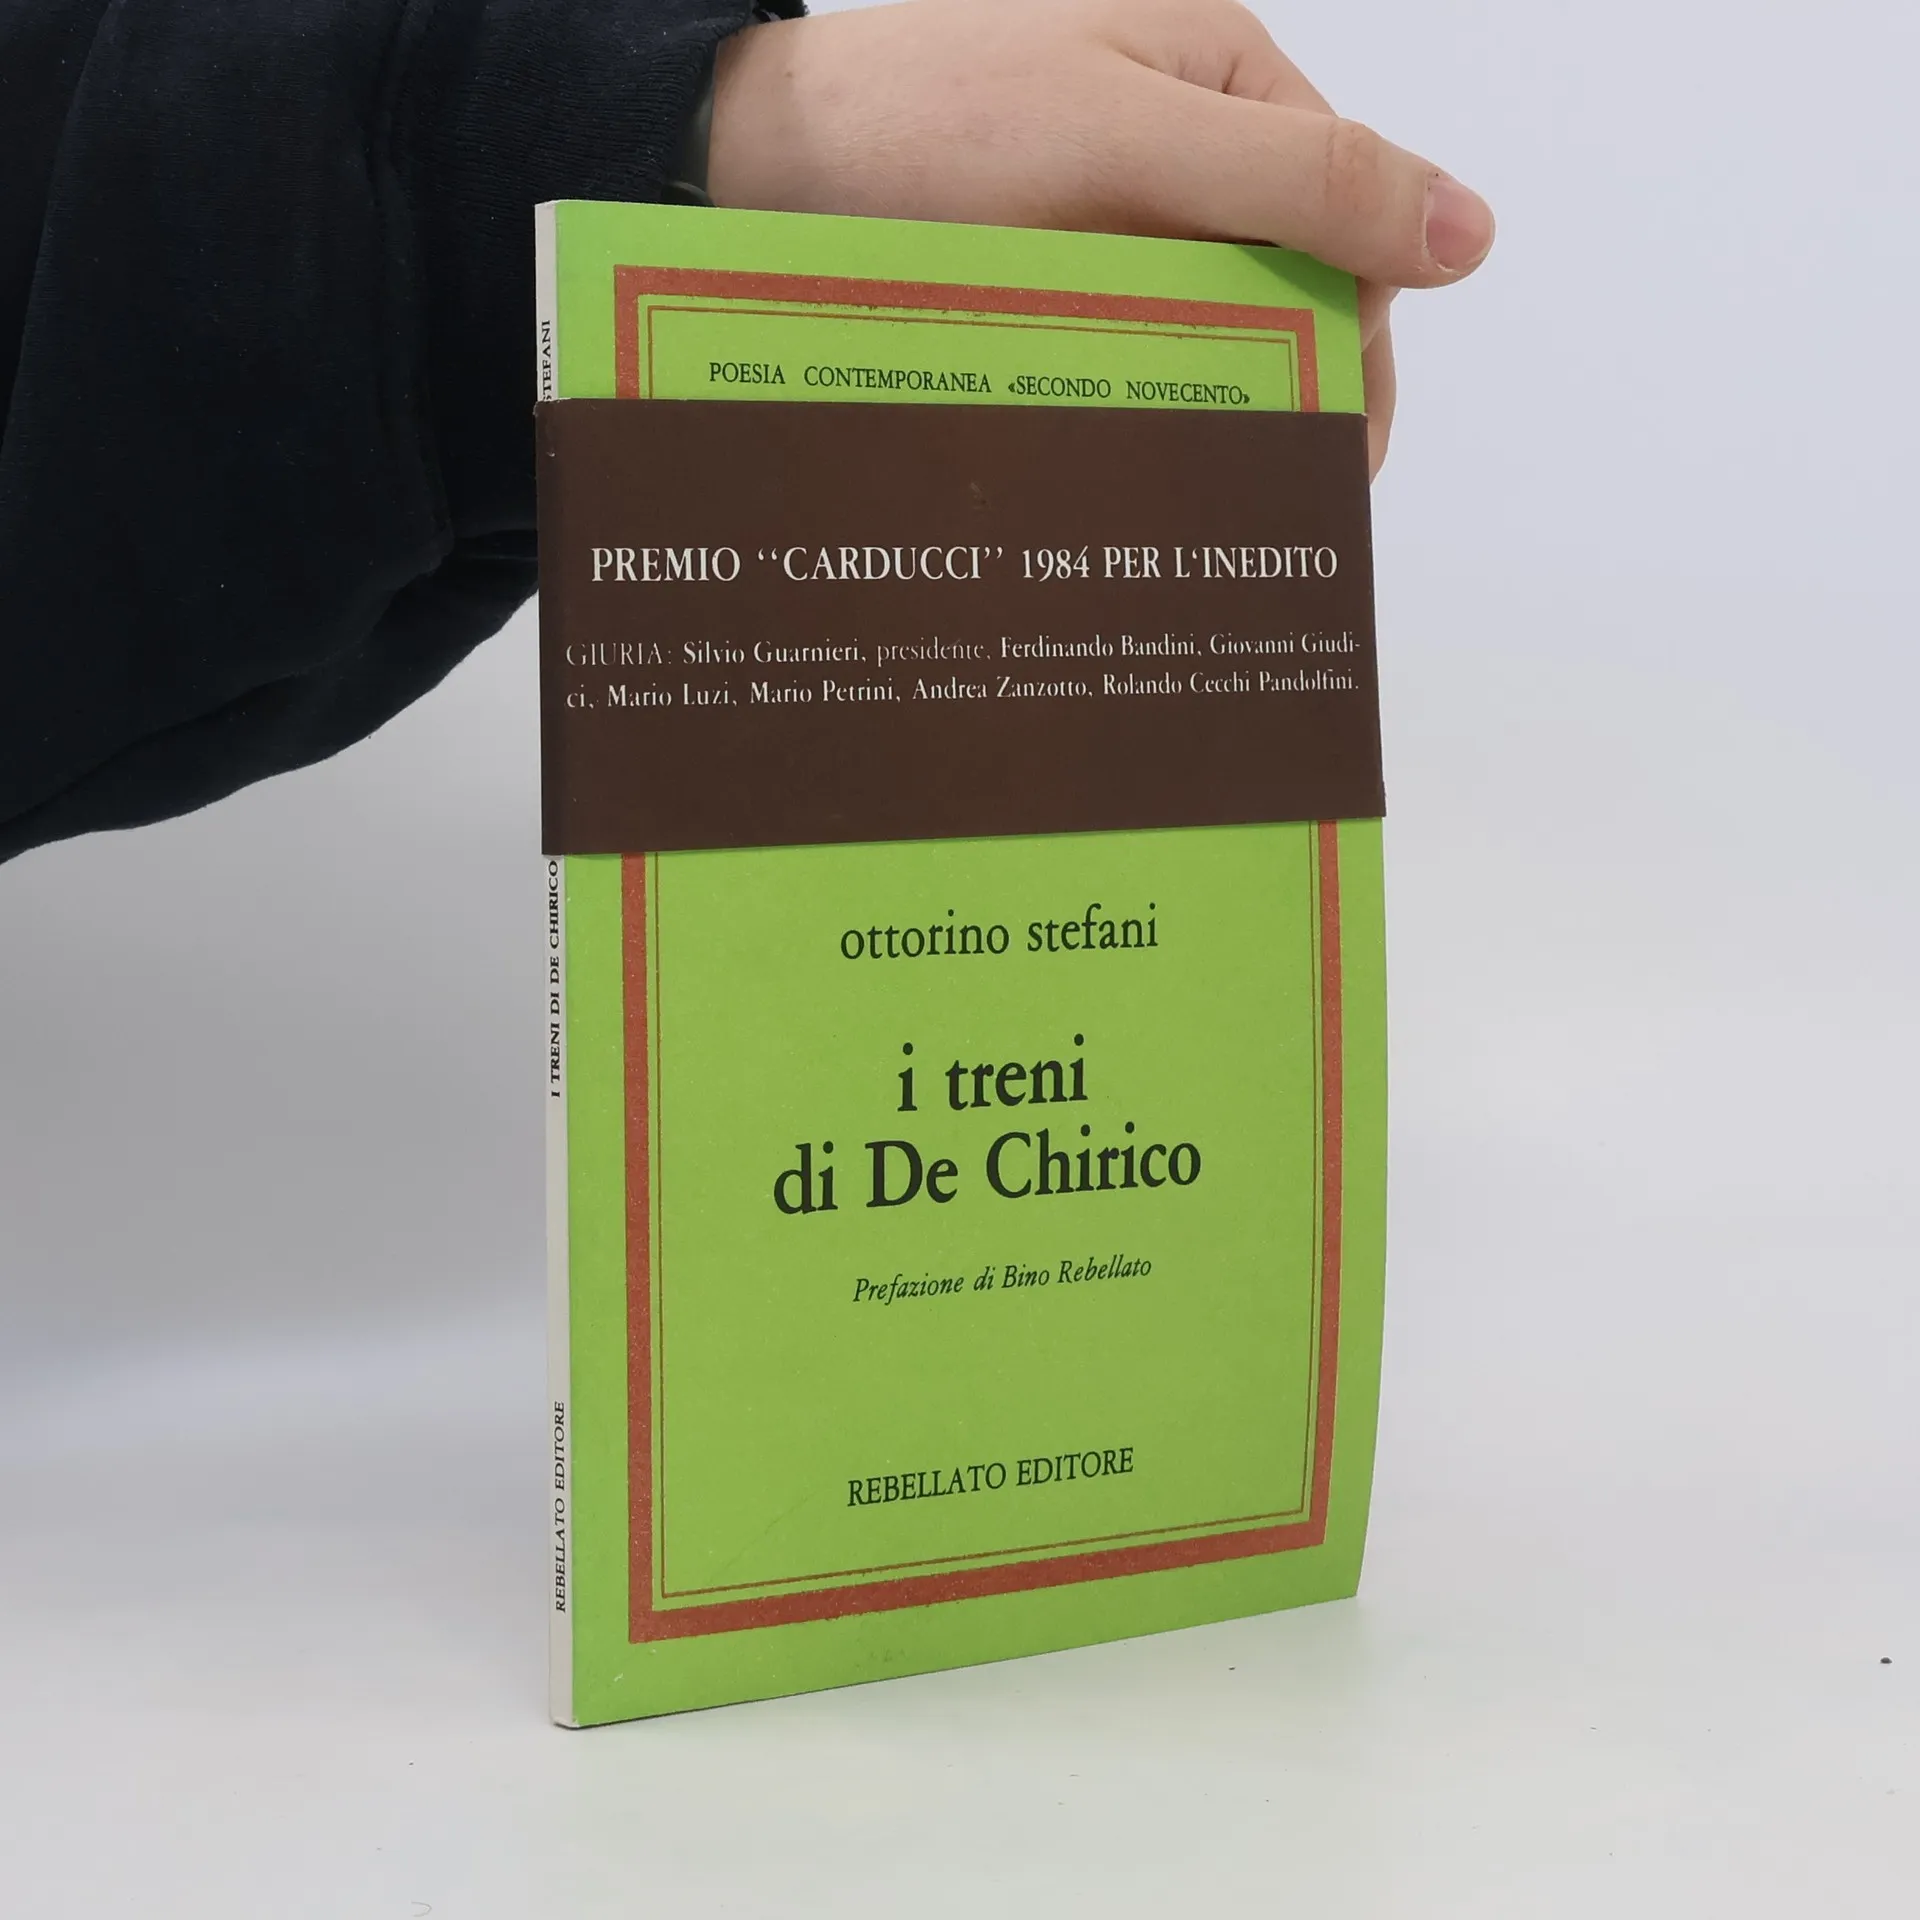 POESIA CONTEMPORANEA «SECONDO NOVECENTO»
PREMIO “CARDUCCI” 1984 PER L‘INEDITO
GIURIA: Silvio Guarnieri, presidente, Ferdinando Bandini, Giovanni Giudi-
ci, Mario Luzi, Mario Petrini, Andrea Zanzotto, Rolando Cecchi Pandolfini.
ottorino stefani
i treni
di De Chirico
Prefazione di Bino Rebellato
REBELLATO EDITORE
STEFANI
I TRENI DI DE CHIRICO
REBELLATO EDITORE